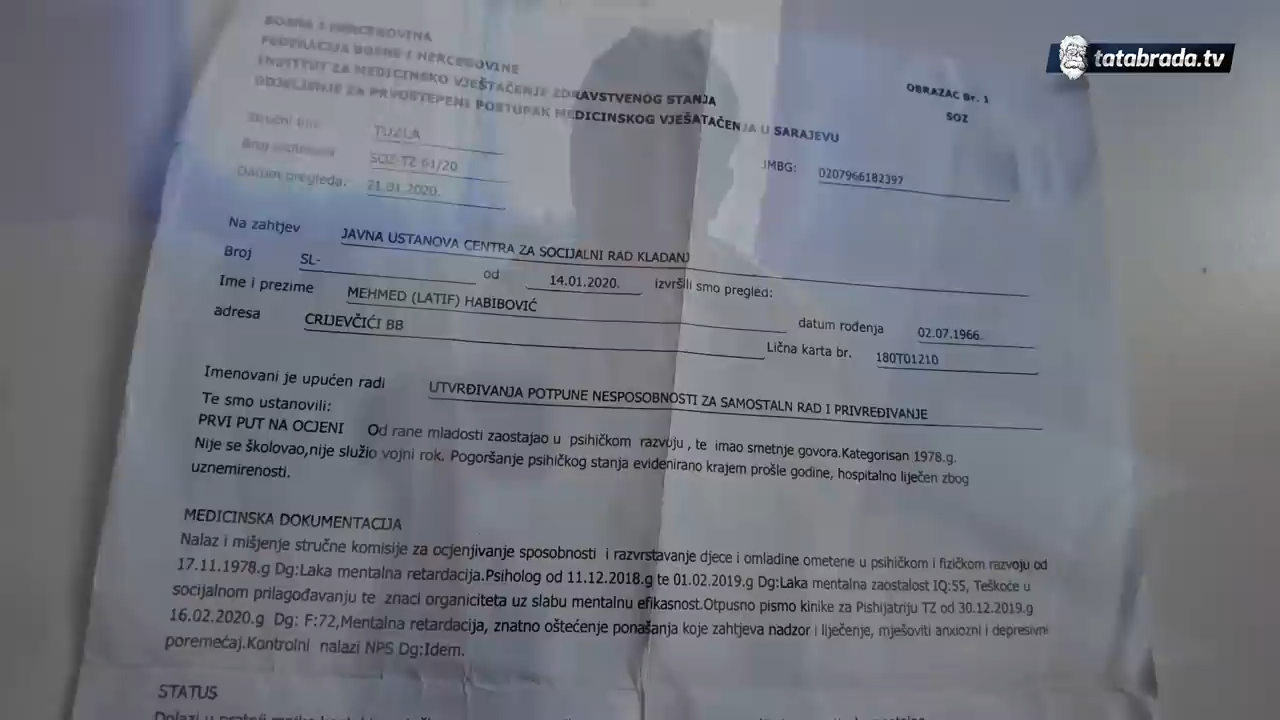 tatabrada.tv
BOSNA I HERCEGOVINA
FEDERACIJA BOSNE I HERCEGOVINE
INSTITUT ZA MEDICINSKO VJEŠTAČENJE ZDRAVSTVENOG STANJA
ODJELJENJE ZA PRVOSTEPENI POSTUPAK MEDICINSKOG VJEŠATAČENJA U SARAJEVU
OBRAZAC Br. 1
SOZ
Stručni tim TUZLA
Broj SOZ-TZ 61/20
JMBG: 0207966182397
Datum pregleda: 21.01.2020.
Na zahtjev JAVNA USTANOVA CENTRA ZA SOCIJALNI RAD KLADANJ
Broj SL- od 14.01.2020. izvršili smo pregled:
Ime i prezime MEHMED (LATIF) HABIBOVIĆ datum rođenja 02.07.1966.
adresa CRIJEVČIĆI BB Lična karta br. 180T01210
Imenovani je upućen radi UTVRĐIVANJA POTPUNE NESPOSOBNOSTI ZA SAMOSTALN RAD I PRIVREĐIVANJE
Te smo ustanovili:
PRVI PUT NA OCJENI Od rane mladosti zaostajao u psihičkom razvoju , te imao smetnje govora.Kategorisan 1978.g.
Nije se školovao,nije služio vojni rok. Pogoršanje psihičkog stanja evidenirano krajem prošle godine, hospitalno liječen zbog
uznemirenosti.
MEDICINSKA DOKUMENTACIJA
Nalaz i mišjenje stručne komisije za ocjenjivanje sposobnosti i razvrstavanje djece i omladine ometene u psihičkom i fizičkom razvoju od
17.11.1978.g Dg:Laka mentalna retardacija.Psiholog od 11.12.2018.g te 01.02.2019.g Dg:Laka mentalna zaostalost IQ:55, Teškoće u
socijalnom prilagođavanju te znaci organiciteta uz slabu mentalnu efikasnost.Otpusno pismo kinike za Pishijatriju TZ od 30.12.2019.g
16.02.2020.g Dg: F:72,Mentalna retardacija, znatno oštećenje ponašanja koje zahtjeva nadzor i liječenje, mješoviti anxiozni i depresivni
poremećaj.Kontrolni nalazi NPS Dg:Idem.
STATUS